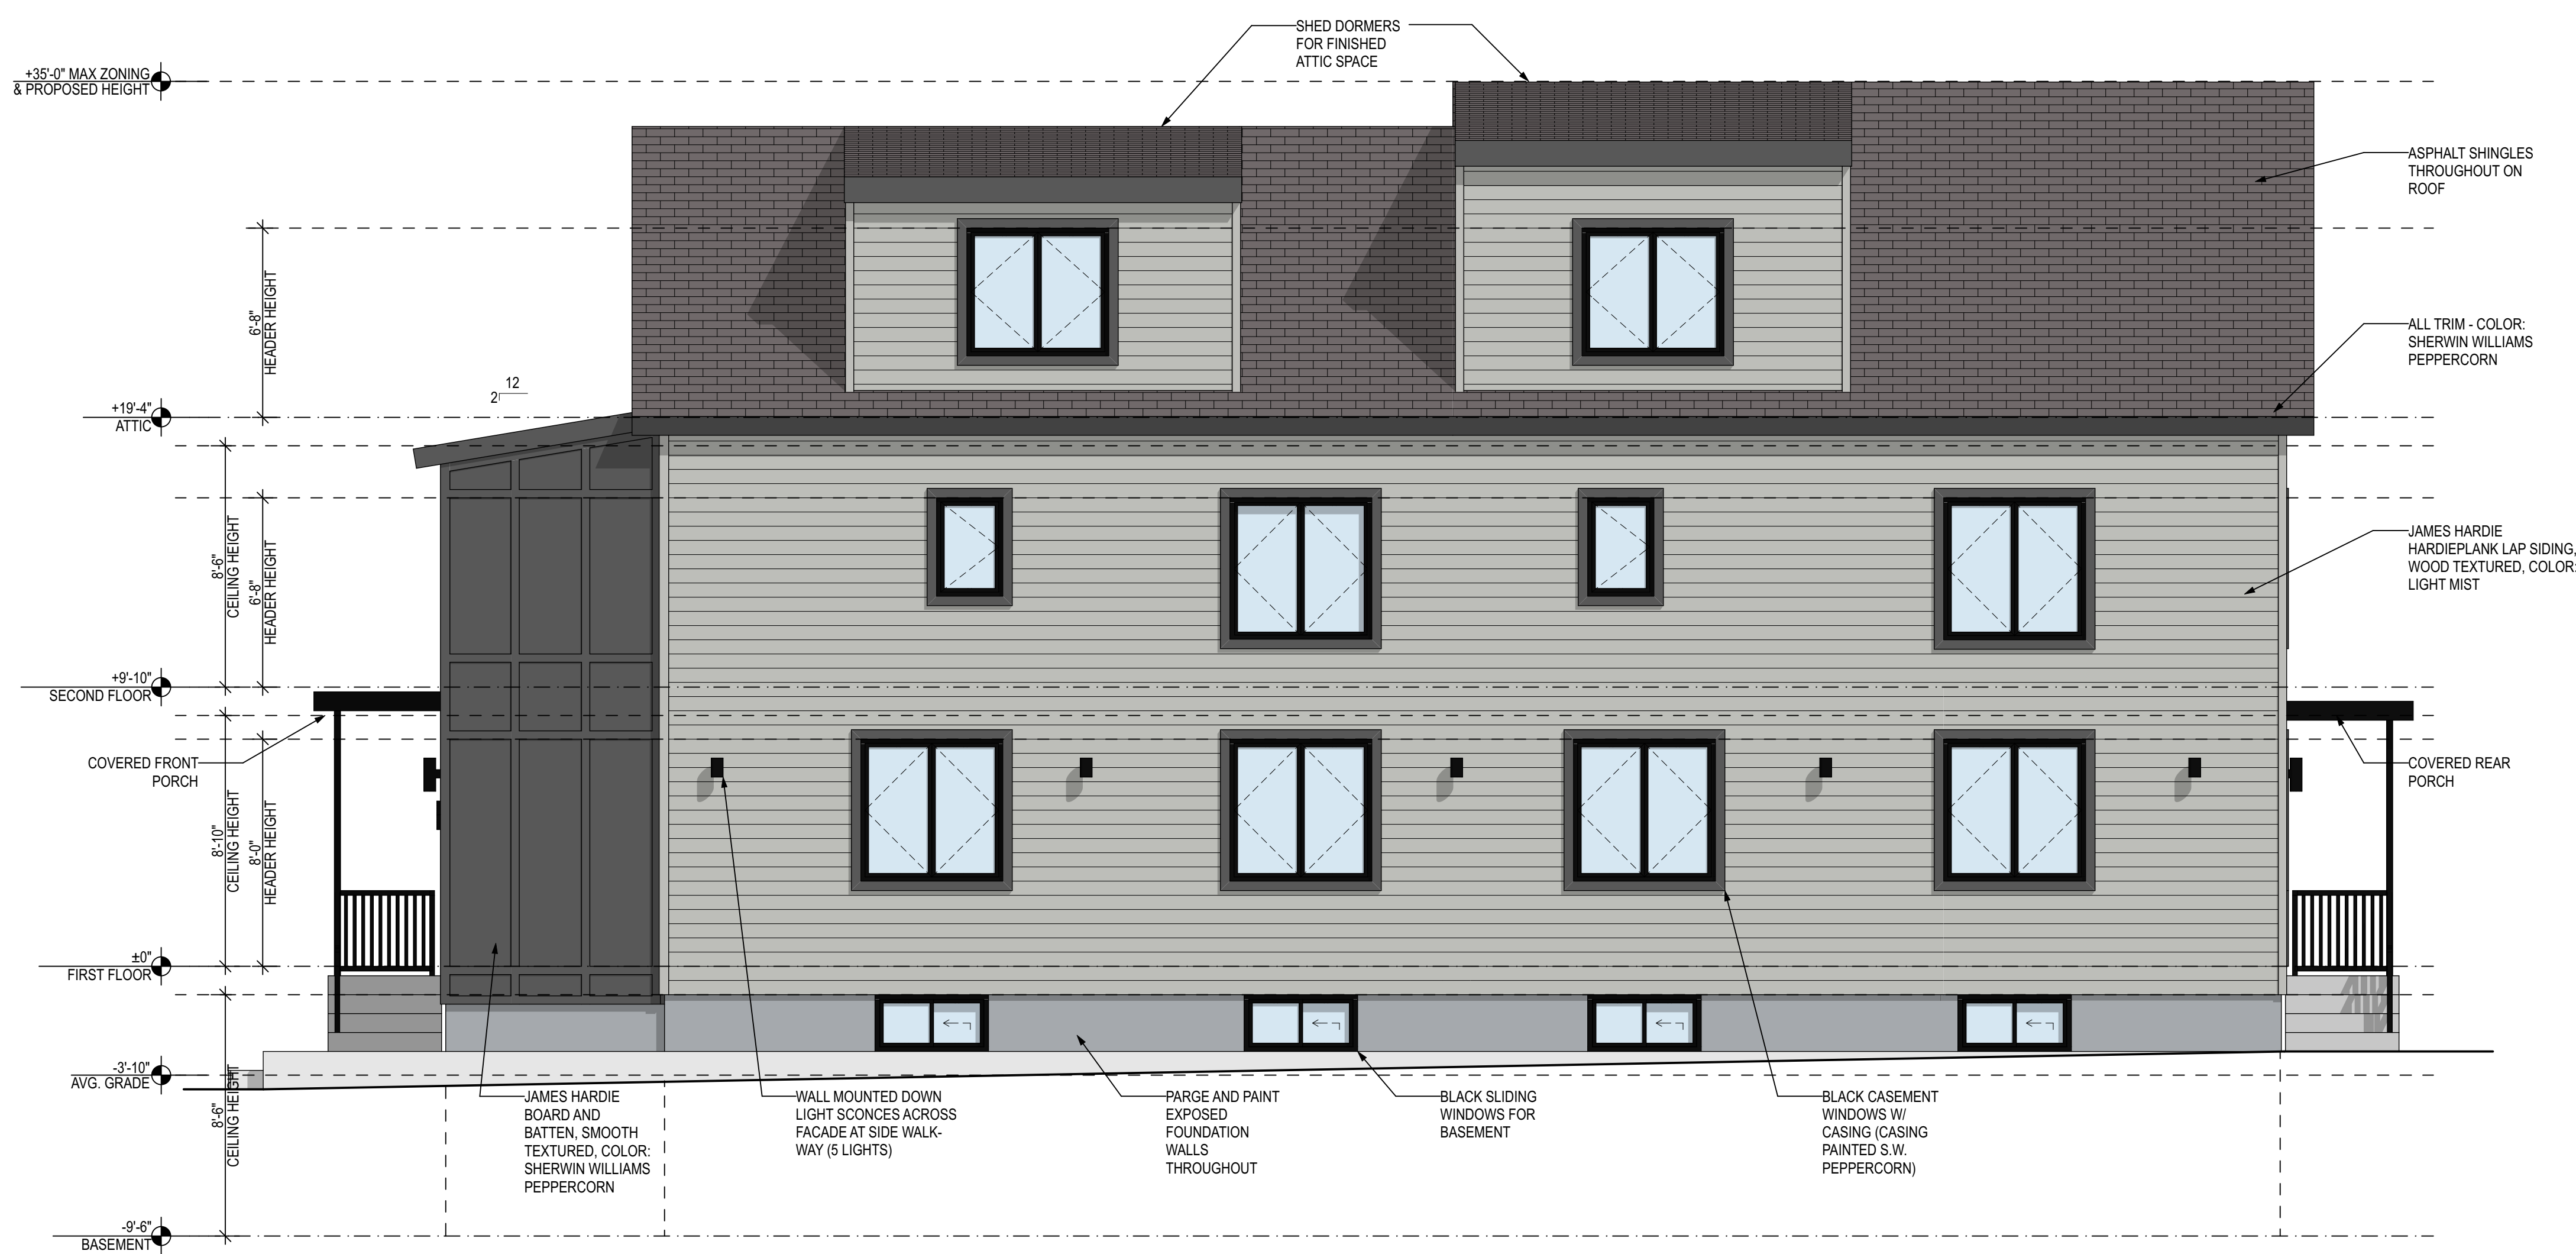 SHED DORMERS
FOR FINISHED
ATTIC SPACE
+35'-0" MAX ZONING
& PROPOSED HEIGHT
ASPHALT SHINGLES
THROUGHOUT ON
ROOF
6'-8"
HEADER HEIGHT
ALL TRIM - COLOR:
SHERWIN WILLIAMS
PEPPERCORN
12
2
+19'-4"
ATTIC
8'-6"
CEILING HEIGHT
6'-8"
HEADER HEIGHT
JAMES HARDIE
HARDIEPLANK LAP SIDING,
WOOD TEXTURED, COLOR:
LIGHT MIST
+9'-10"
SECOND FLOOR
COVERED FRONT
PORCH
COVERED REAR
PORCH
8'-10"
CEILING HEIGHT
8'-0"
HEADER HEIGHT
±0"
FIRST FLOOR
-3'-10"
AVG. GRADE
8'-6"
CEILING HEIGHT
JAMES HARDIE
BOARD AND
BATTEN, SMOOTH
TEXTURED, COLOR:
SHERWIN WILLIAMS
PEPPERCORN
WALL MOUNTED DOWN
LIGHT SCONCES ACROSS
FACADE AT SIDE WALK-
WAY (5 LIGHTS)
PARGE AND PAINT
EXPOSED
FOUNDATION
WALLS
THROUGHOUT
BLACK SLIDING
WINDOWS FOR
BASEMENT
BLACK CASEMENT
WINDOWS W/
CASING (CASING
PAINTED S.W.
PEPPERCORN)
-9'-6"
BASEMENT